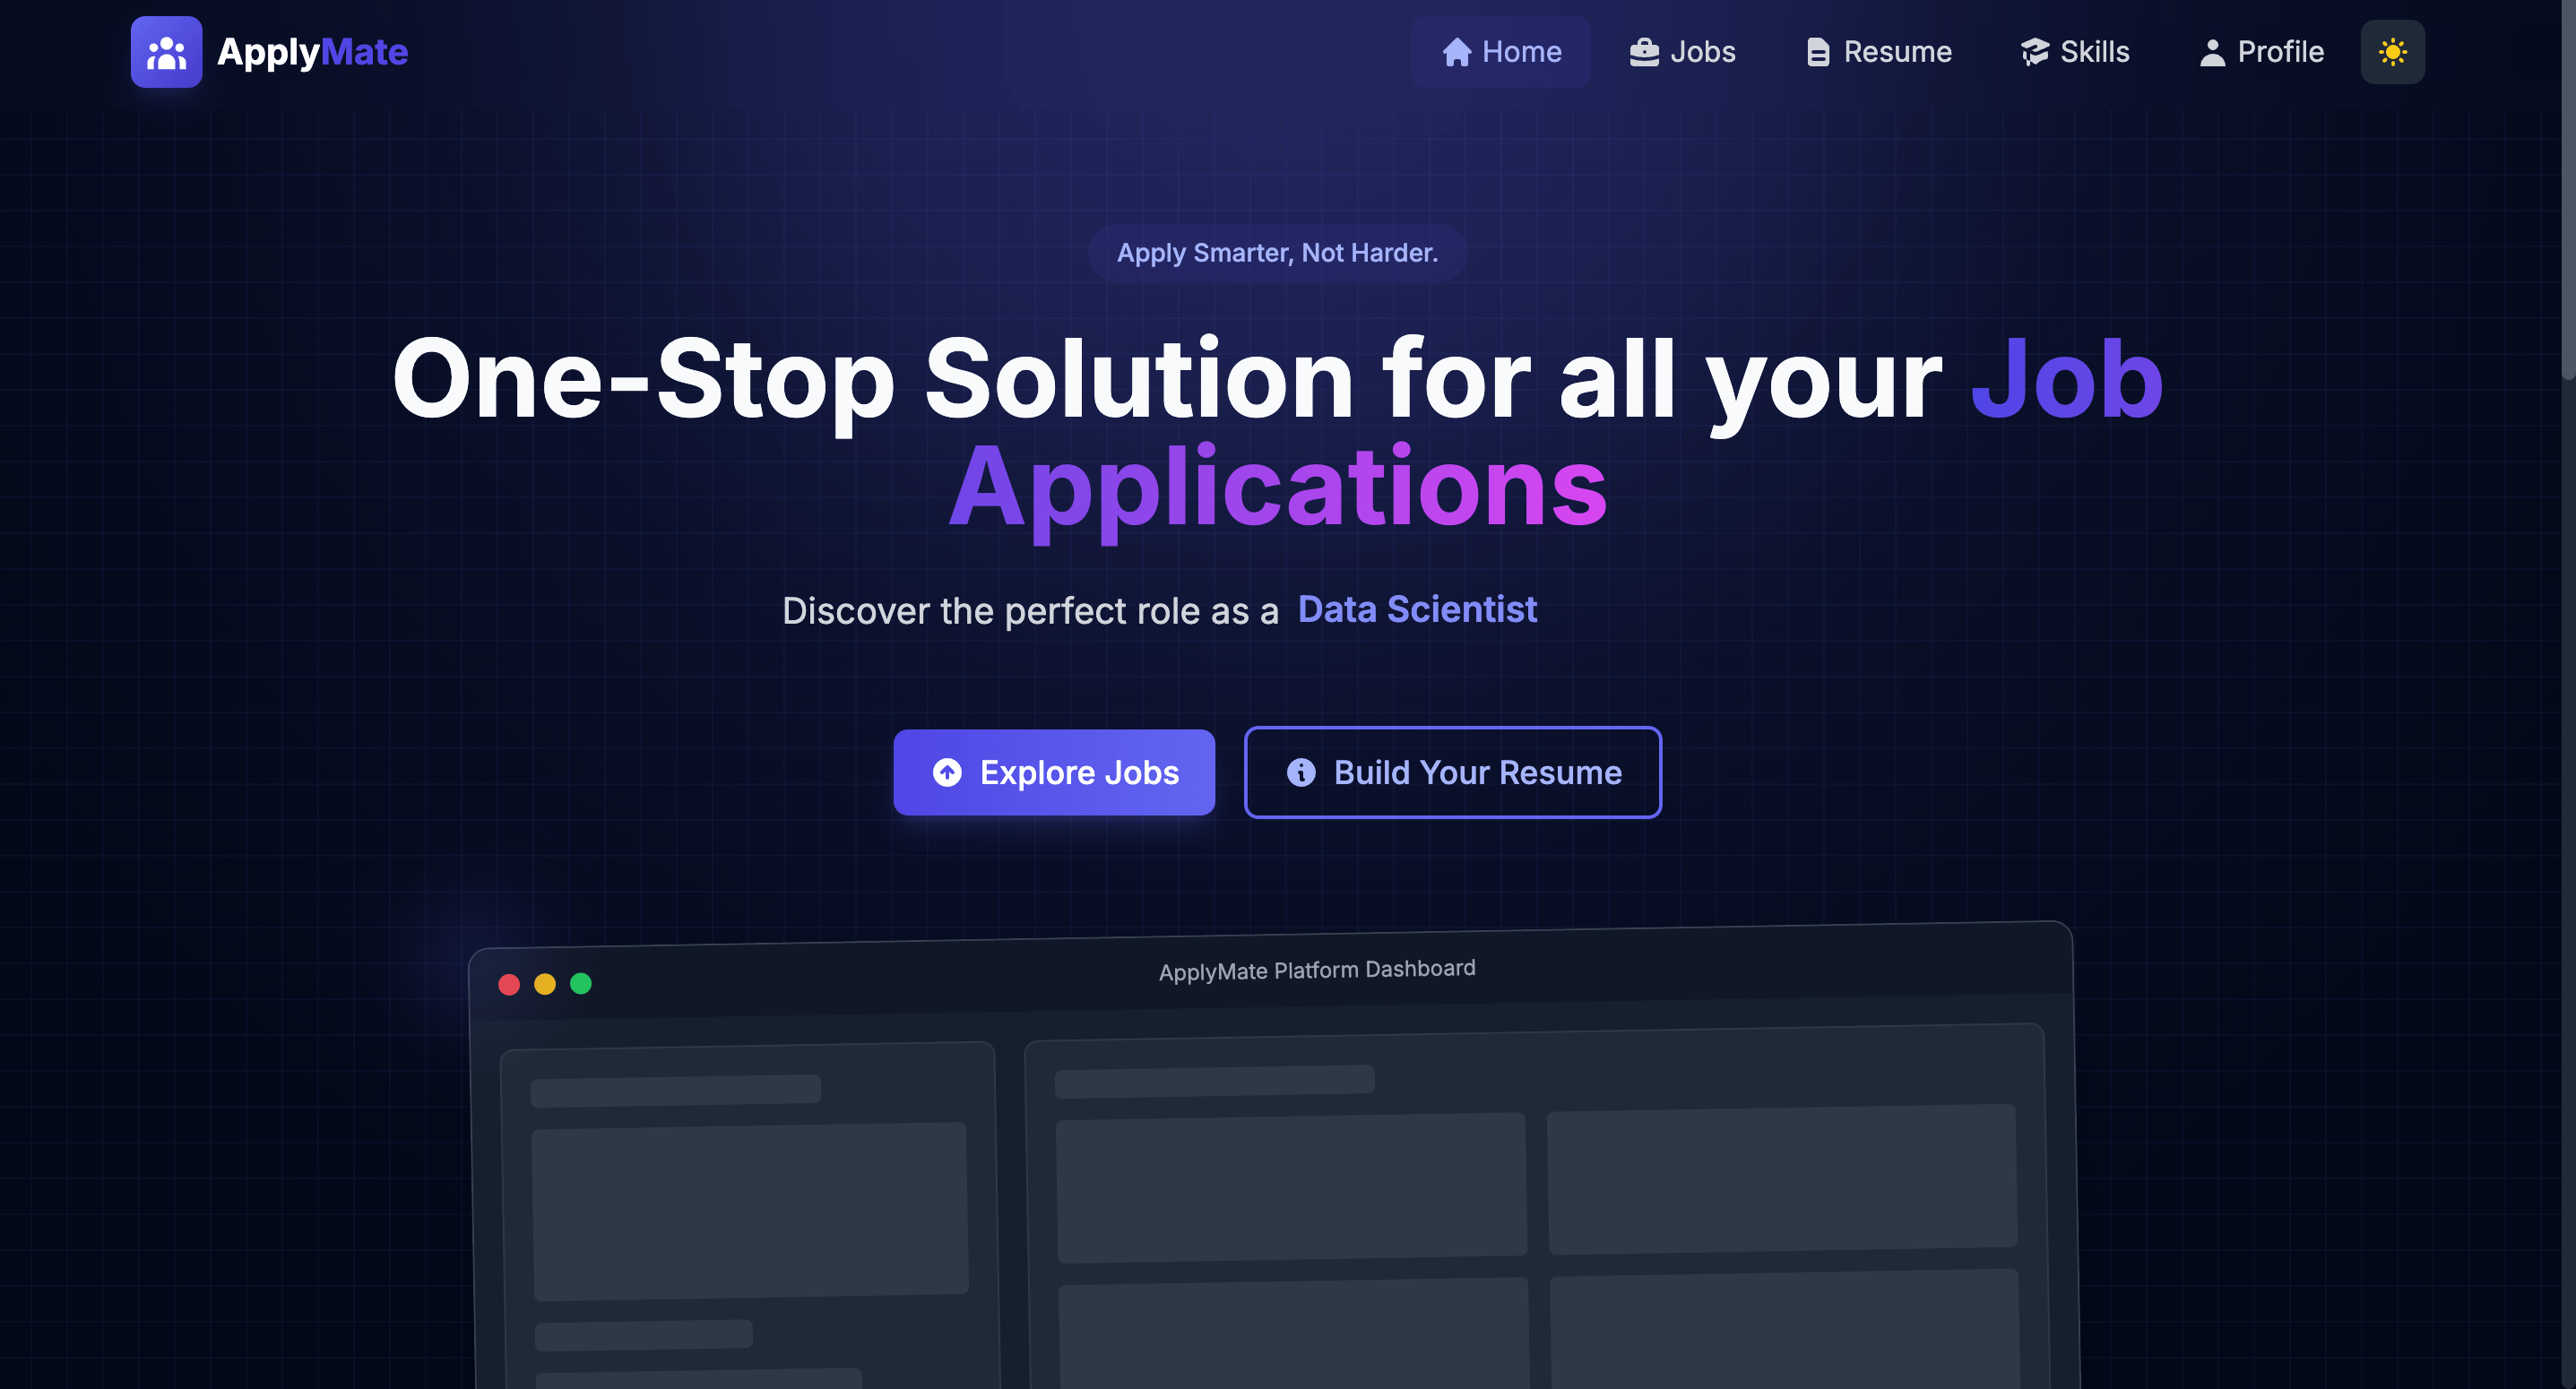 ApplyMate
Home
Jobs
Resume
Skills
Profile
Apply Smarter, Not Harder.
One-Stop Solution for all your Job
Applications
Discover the perfect role as a Data Scientist
Explore Jobs
Build Your Resume
ApplyMate Platform Dashboard